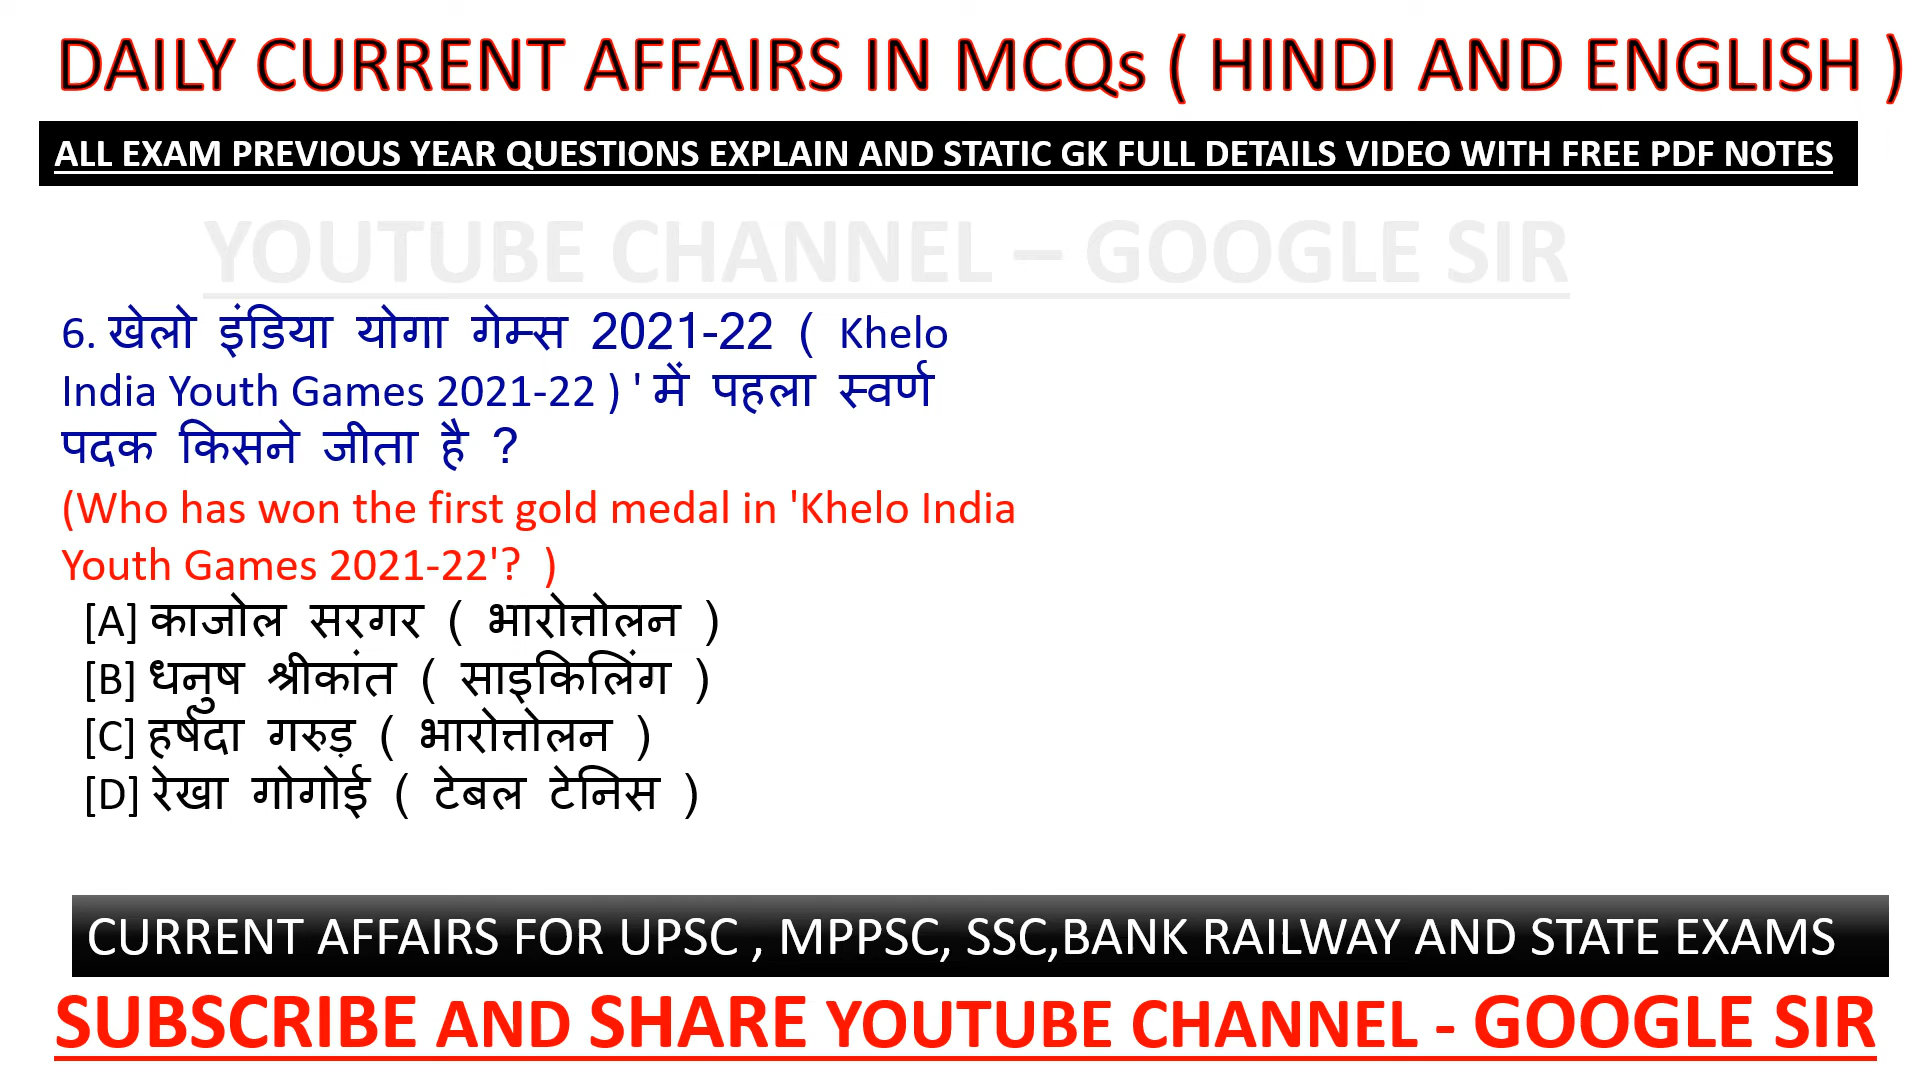 DAILY CURRENT AFFAIRS IN MCQs ( HINDI AND ENGLISH )
ALL EXAM PREVIOUS YEAR QUESTIONS EXPLAIN AND STATIC GK FULL DETAILS VIDEO WITH FREE PDF NOTES
YOUTUBE CHANNEL – GOOGLE SIR
6. खेलो इंडिया योगा गेम्स 2021-22 ( Khelo
India Youth Games 2021-22 ) ' में पहला स्वर्ण
पदक किसने जीता है ?
(Who has won the first gold medal in 'Khelo India
Youth Games 2021-22'? )
[A] काजोल सरगर ( भारोत्तोलन )
[B] धनुष श्रीकांत ( साइकिलिंग )
[C] हर्षदा गरुड़ ( भारोत्तोलन )
[D] रेखा गोगोई ( टेबल टेनिस )
CURRENT AFFAIRS FOR UPSC , MPPSC, SSC,BANK RAILWAY AND STATE EXAMS
SUBSCRIBE AND SHARE YOUTUBE CHANNEL - GOOGLE SIR